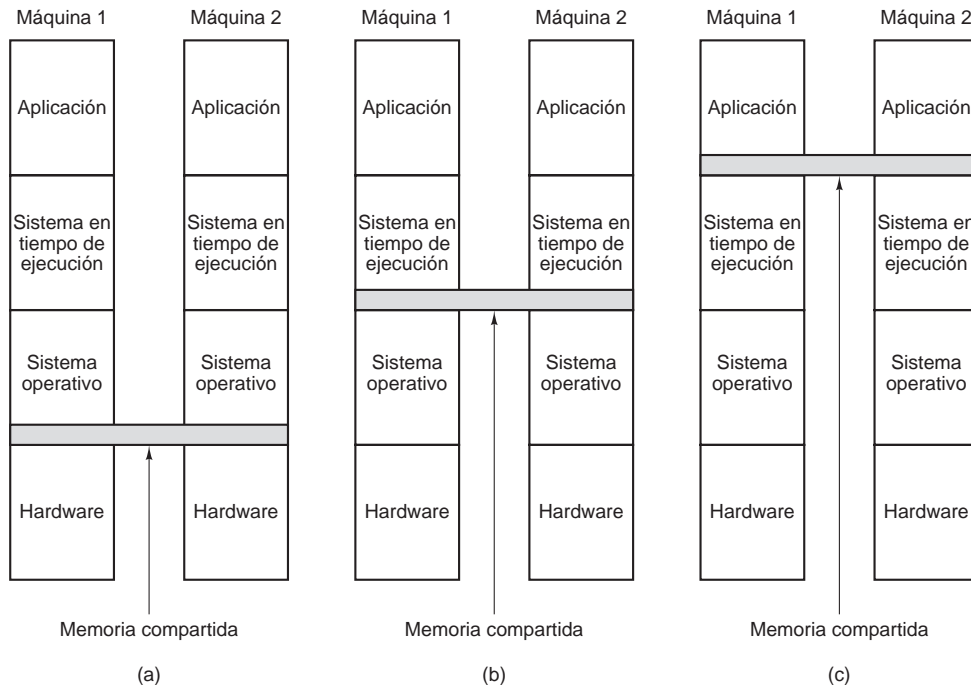 Máquina 1 Máquina 2 Máquina 1 Máquina 2 Máquina 1 Máquina 2
Aplicación Aplicación Aplicación Aplicación Aplicación Aplicación
Sistema en Sistema en Sistema en Sistema en Sistema en Sistema en
tiempo de tiempo de tiempo de tiempo de tiempo de tiempo de
ejecución ejecución ejecución ejecución ejecución ejecución
Sistema Sistema Sistema Sistema Sistema Sistema
operativo operativo operativo operativo operativo operativo
Hardware Hardware Hardware Hardware Hardware Hardware
Memoria compartida Memoria compartida Memoria compartida
(a) (b) (c)